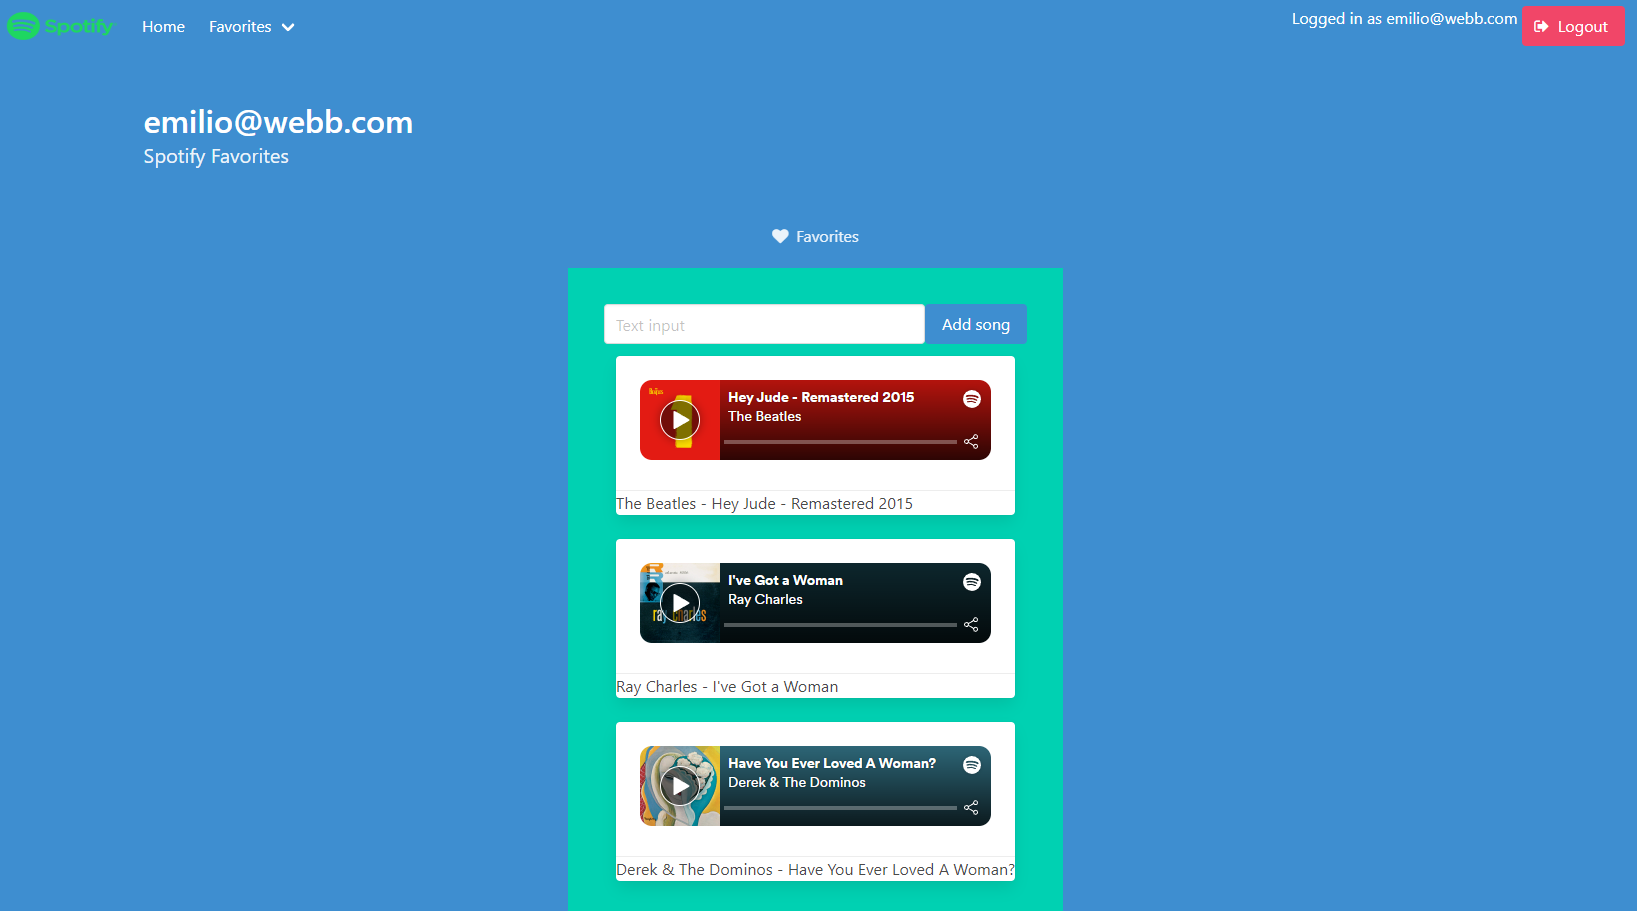 Spotify
Home
Favorites
Logged in as emilio@webb.com
Logout
emilio@webb.com
Spotify Favorites
Favorites
Text input
Add song
Hey Jude - Remastered 2015
The Beatles
The Beatles - Hey Jude - Remastered 2015
ray charles
I've Got a Woman
Ray Charles
Ray Charles - I've Got a Woman
Have You Ever Loved A Woman?
Derek & The Dominos
Derek & The Dominos - Have You Ever Loved A Woman?